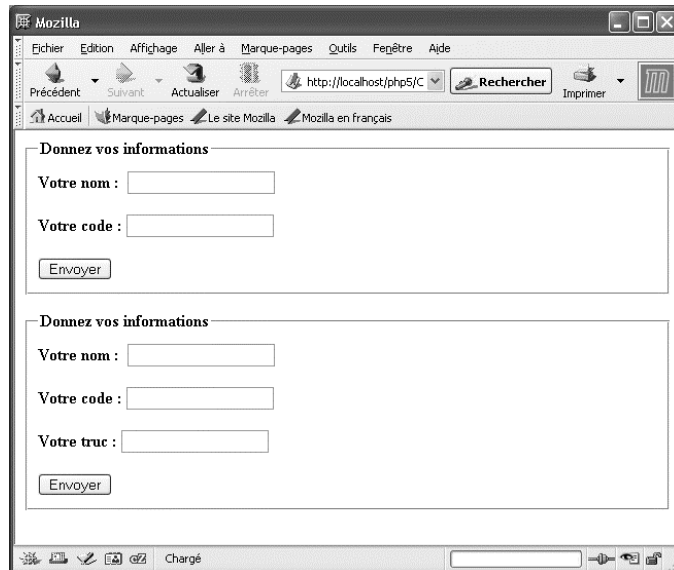 Mozilla
Fichier Edition Affichage Aller à Marque-pages Outils Fenêtre Aide
Précédent Suivant Actualiser Arrêter http://localhost/php5/C Rechercher Imprimer m
Accueil Marque-pages Le site Mozilla Mozilla en français
Donnez vos informations
Votre nom :
Votre code :
Envoyer
Donnez vos informations
Votre nom :
Votre code :
Votre truc :
Envoyer
Chargé